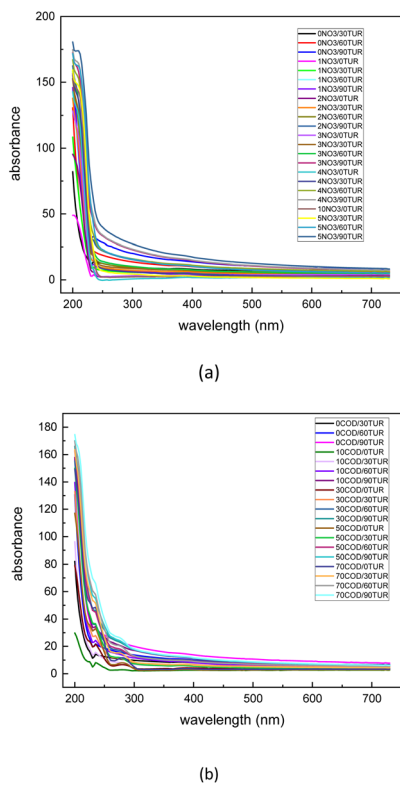 200
150
100
50
0
absorbance
200
300
400
500
600
700
wavelength (nm)
0NO3/30TUR
0NO3/60TUR
0NO3/90TUR
1NO3/0TUR
1NO3/30TUR
1NO3/60TUR
1NO3/90TUR
2NO3/0TUR
2NO3/30TUR
2NO3/60TUR
2NO3/90TUR
3NO3/0TUR
3NO3/30TUR
3NO3/60TUR
3NO3/90TUR
4NO3/0TUR
4NO3/30TUR
4NO3/60TUR
4NO3/90TUR
10NO3/0TUR
5NO3/30TUR
5NO3/60TUR
5NO3/90TUR
(a)
180
160
140
120
100
80
60
40
20
0
absorbance
200
300
400
500
600
700
wavelength (nm)
0COD/30TUR
0COD/60TUR
0COD/90TUR
10COD/0TUR
10COD/30TUR
10COD/60TUR
10COD/90TUR
30COD/0TUR
30COD/30TUR
30COD/60TUR
30COD/90TUR
50COD/0TUR
50COD/30TUR
50COD/60TUR
50COD/90TUR
70COD/0TUR
70COD/30TUR
70COD/60TUR
70COD/90TUR
(b)